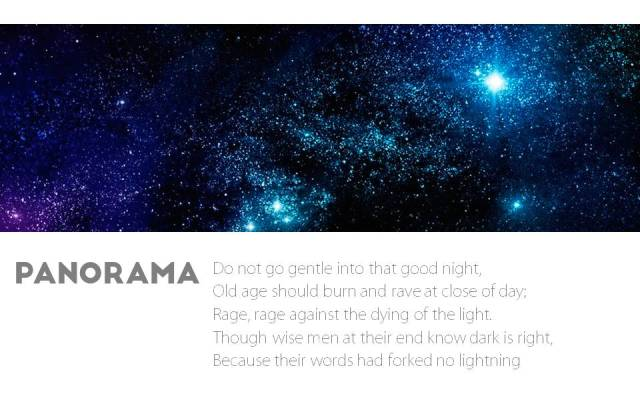 PANORAMA
Do not go gentle into that good night,
Old age should burn and rave at close of day;
Rage, rage against the dying of the light.
Though wise men at their end know dark is right,
Because their words had forked no lightning